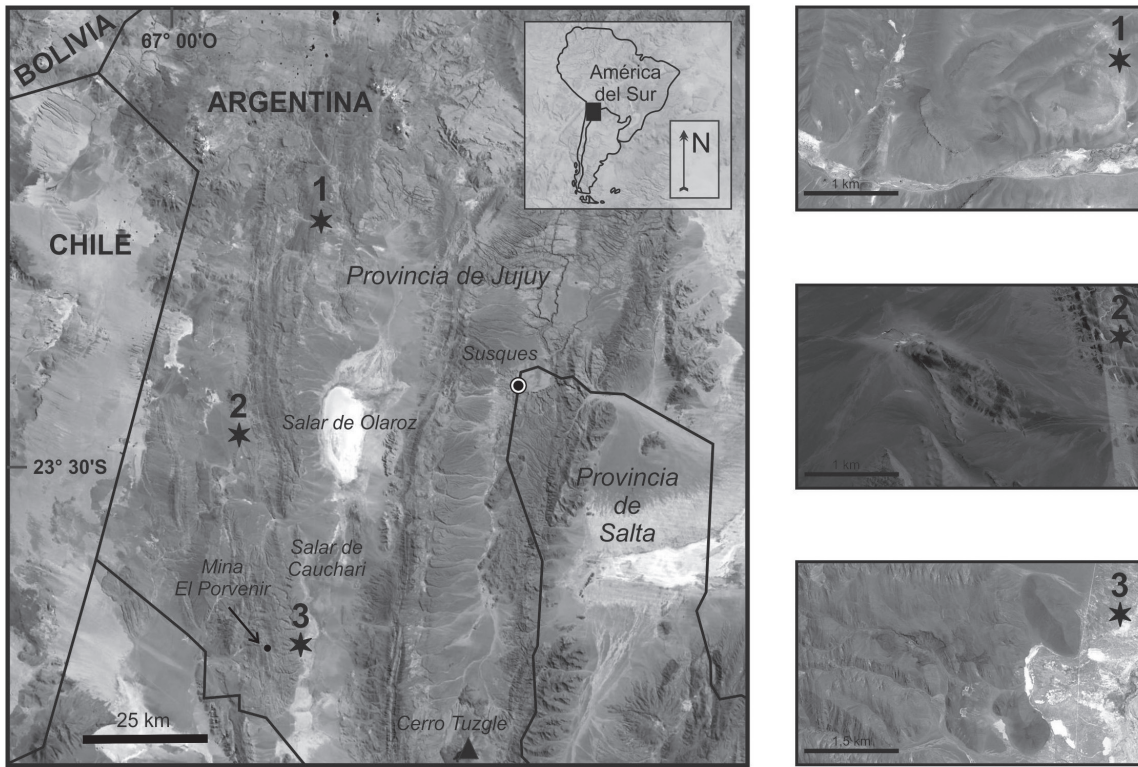 BOLIVIA
67° 00'O
ARGENTINA
América
del Sur
N
1
CHILE
Provincia de Jujuy
Susques
2
Salar de Olaroz
23° 30'S
Provincia
de
Salta
Salar de
Cauchari
Mina
El Porvenir
3
25 km
Cerro Tuzgle
1
1 km
2
1 km
3
1.5 km